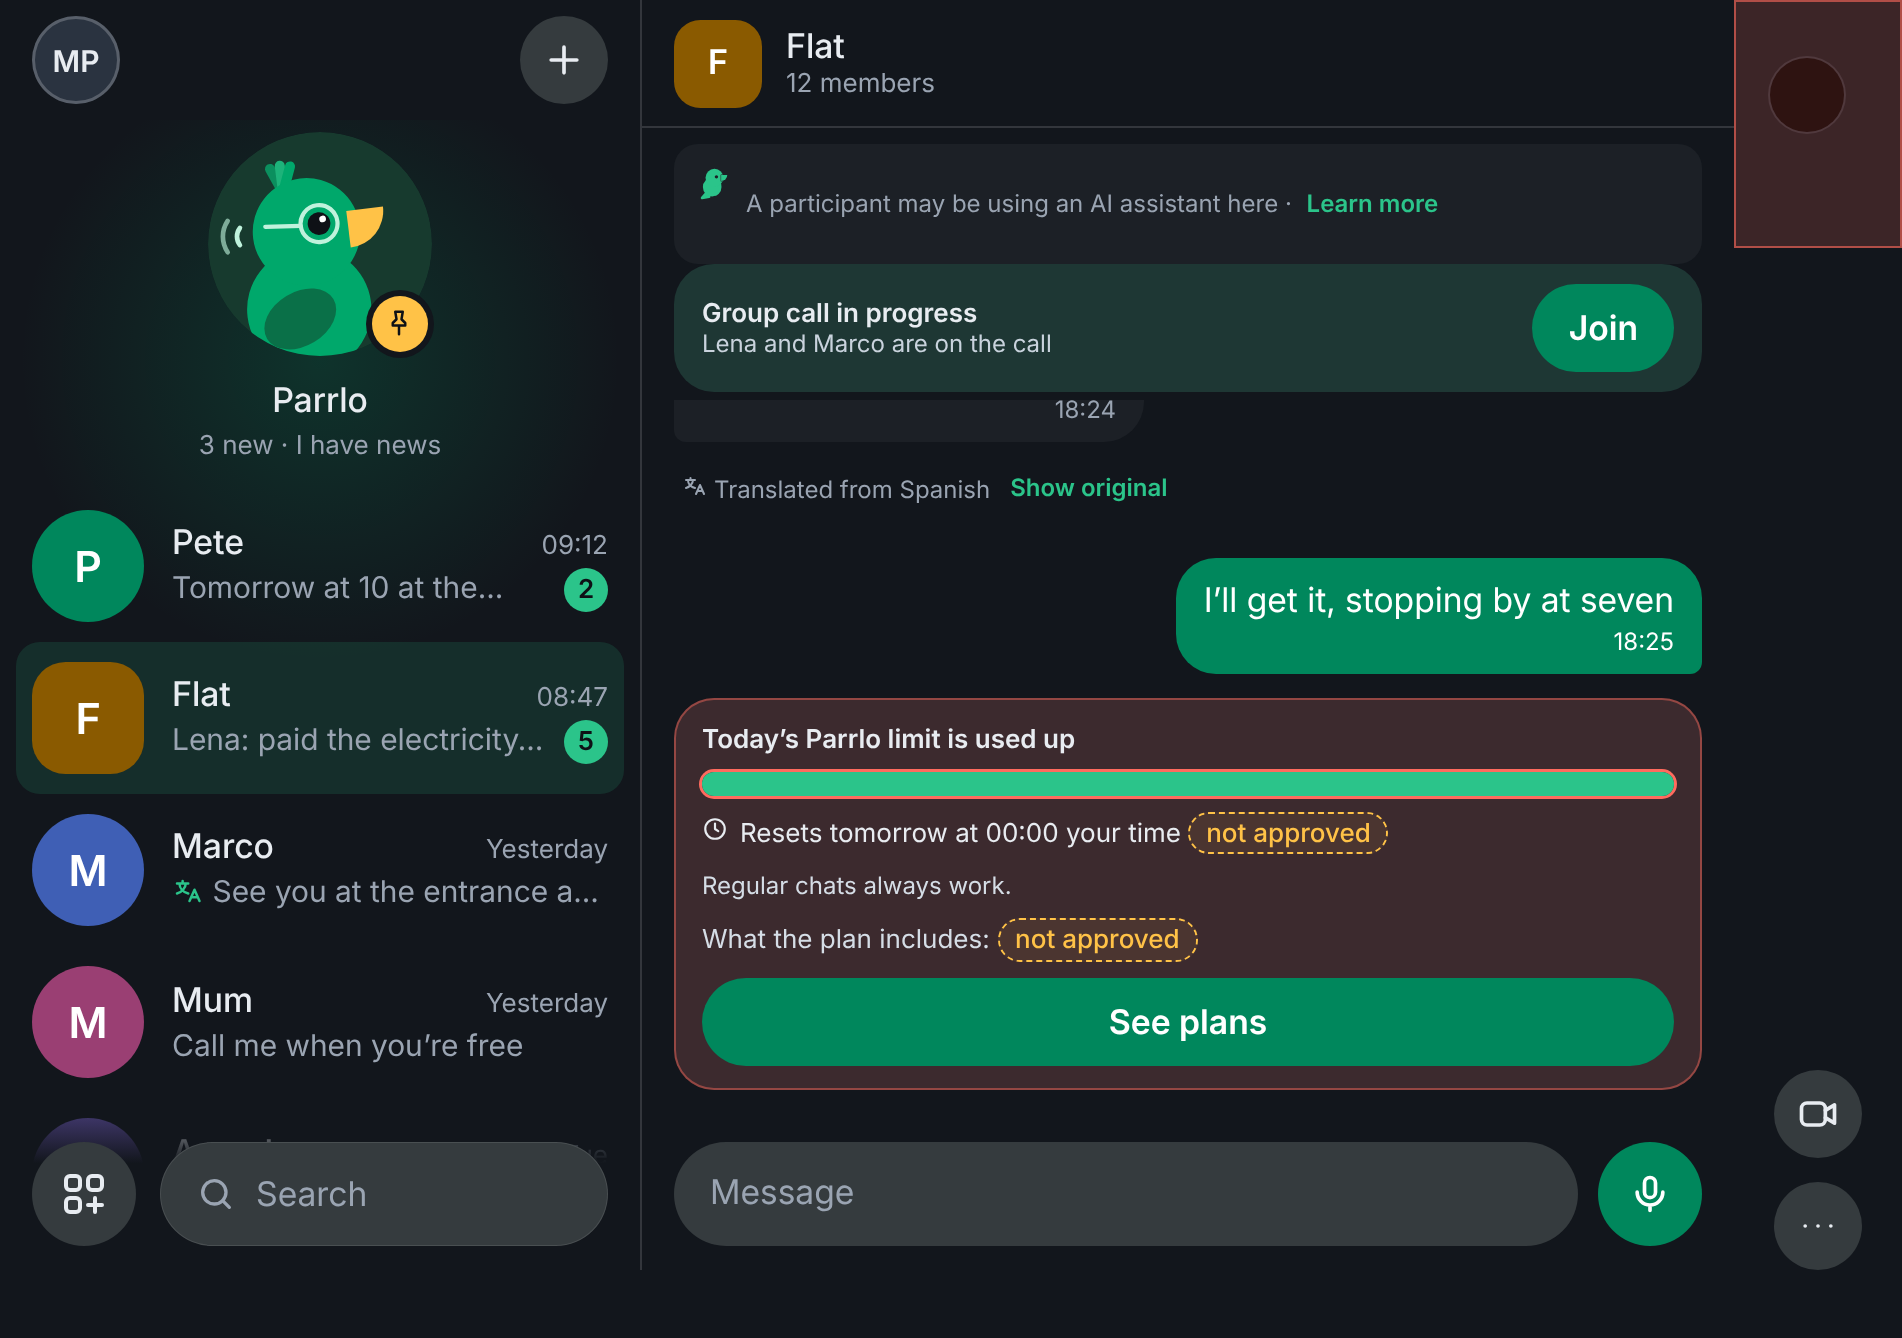 MP
Parrlo
3 new · I have news
P
Pete
09:12
Tomorrow at 10 at the...
2
F
Flat
08:47
Lena: paid the electricity...
5
M
Marco
Yesterday
See you at the entrance a...
M
Mum
Yesterday
Call me when you’re free
Search
F
Flat
12 members
A participant may be using an AI assistant here · Learn more
Group call in progress
Lena and Marco are on the call
Join
18:24
Translated from Spanish Show original
I’ll get it, stopping by at seven
18:25
Today’s Parrlo limit is used up
Resets tomorrow at 00:00 your time not approved
Regular chats always work.
What the plan includes: not approved
See plans
Message